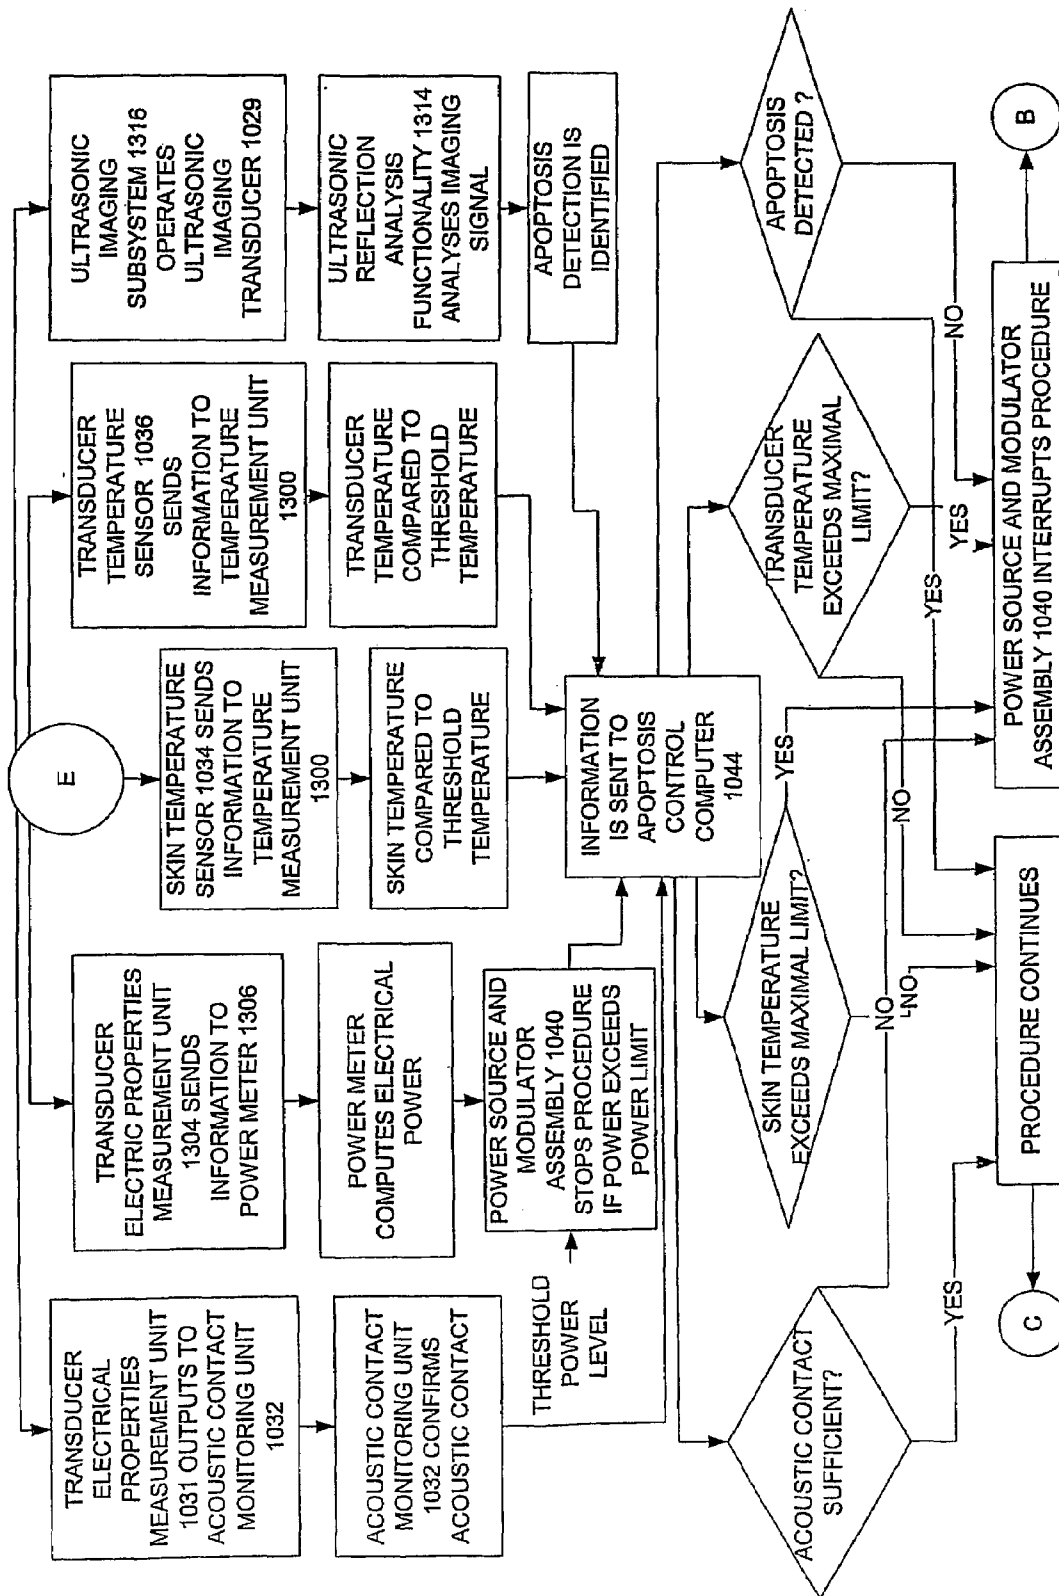 E
TRANSDUCER
ELECTRICAL
PROPERTIES
MEASUREMENT UNIT
1031 OUTPUTS TO
ACOUSTIC CONTACT
MONITORING UNIT
1032
TRANSDUCER
ELECTRIC PROPERTIES
MEASUREMENT UNIT
1304 SENDS
INFORMATION TO
POWER METER 1306
SKIN TEMPERATURE
SENSOR 1034 SENDS
INFORMATION TO
TEMPERATURE
MEASUREMENT UNIT
1300
TRANSDUCER
TEMPERATURE
SENSOR 1036
SENDS
INFORMATION TO
TEMPERATURE
MEASUREMENT UNIT
1300
ULTRASONIC
IMAGING
SUBSYSTEM 1316
OPERATES
ULTRASONIC
IMAGING
TRANSDUCER 1029
ACOUSTIC CONTACT
MONITORING UNIT
1032 CONFIRMS
ACOUSTIC CONTACT
POWER METER
COMPUTES ELECTRICAL
POWER
SKIN TEMPERATURE
COMPARED TO
THRESHOLD
TEMPERATURE
TRANSDUCER
TEMPERATURE
COMPARED TO
THRESHOLD
TEMPERATURE
ULTRASONIC
REFLECTION
ANALYSIS
FUNCTIONALITY 1314
ANALYSES IMAGING
SIGNAL
THRESHOLD
POWER
LEVEL
POWER SOURCE AND
MODULATOR
ASSEMBLY 1040
STOPS PROCEDURE
IF POWER EXCEEDS
POWER LIMIT
INFORMATION
IS SENT TO
APOPTOSIS
CONTROL
COMPUTER
1044
APOPTOSIS
DETECTION IS
IDENTIFIED
ACOUSTIC CONTACT
SUFFICIENT?
SKIN TEMPERATURE
EXCEEDS MAXIMAL LIMIT?
TRANSDUCER
TEMPERATURE
EXCEEDS MAXIMAL
LIMIT?
APOPTOSIS
DETECTED ?
YES
NO
NO
YES
NO
YES
YES
NO
PROCEDURE CONTINUES
POWER SOURCE AND MODULATOR
ASSEMBLY 1040 INTERRUPTS PROCEDURE
C
B